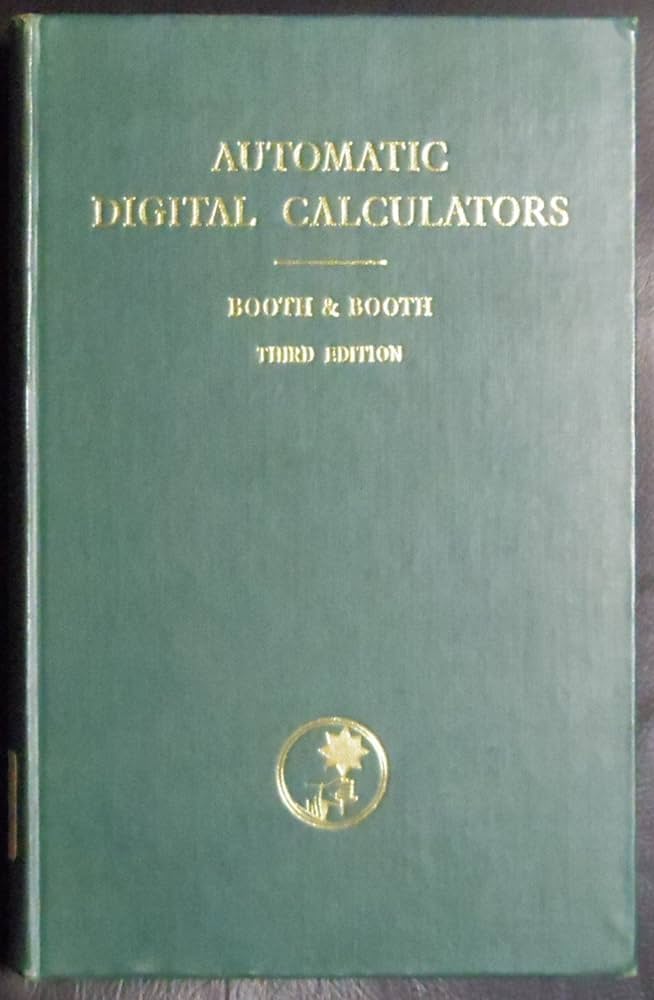 AUTOMATIC
DIGITAL CALCULATORS
BOOTH & BOOTH
THIRD EDITION